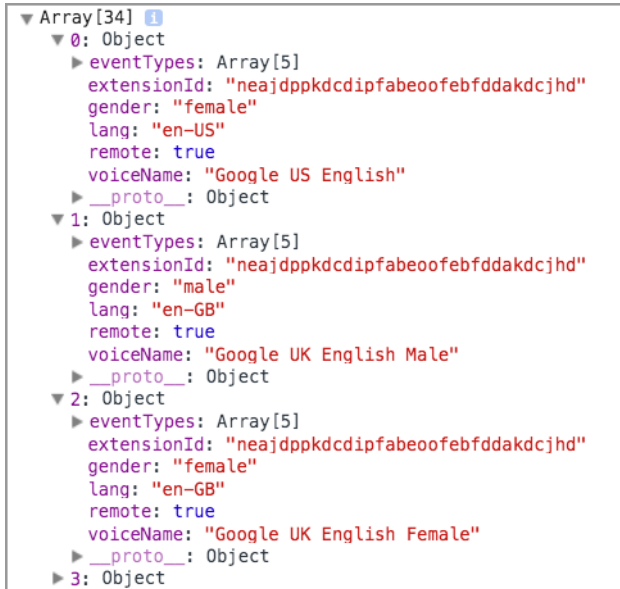 Array[34] i
0: Object
eventTypes: Array[5]
extensionId: "neajdppkdcdipfabeoofebfddakdcjhd"
gender: "female"
lang: "en-US"
remote: true
voiceName: "Google US English"
__proto__: Object
1: Object
eventTypes: Array[5]
extensionId: "neajdppkdcdipfabeoofebfddakdcjhd"
gender: "male"
lang: "en-GB"
remote: true
voiceName: "Google UK English Male"
__proto__: Object
2: Object
eventTypes: Array[5]
extensionId: "neajdppkdcdipfabeoofebfddakdcjhd"
gender: "female"
lang: "en-GB"
remote: true
voiceName: "Google UK English Female"
__proto__: Object
3: Object